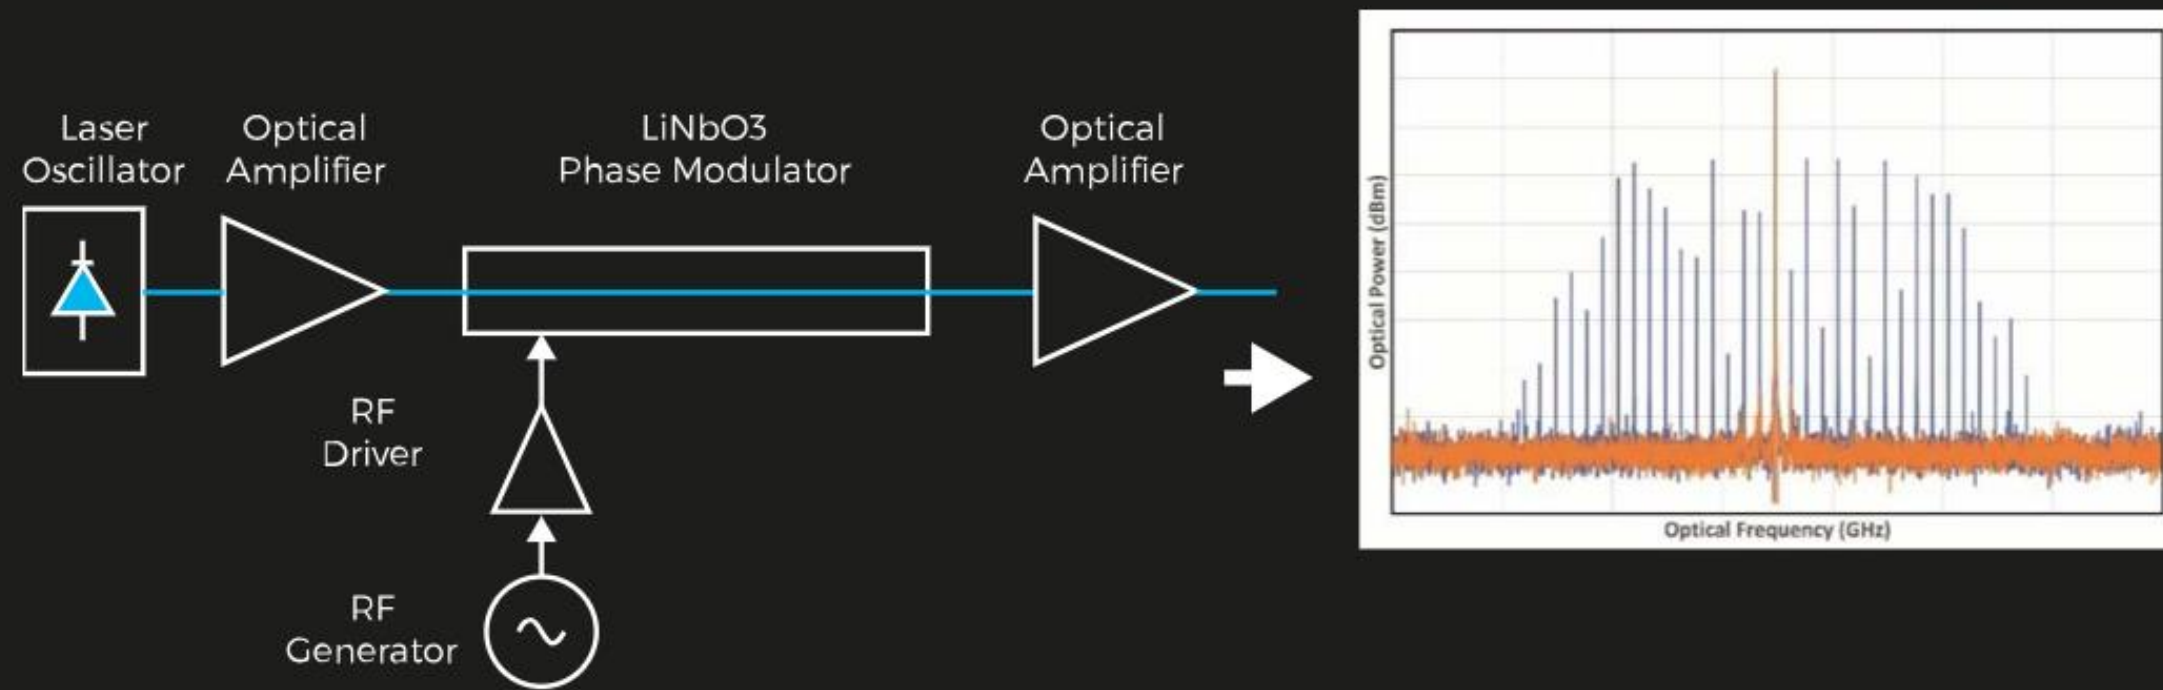 Laser
Oscillator
Optical
Amplifier
LiNbO3
Phase Modulator
Optical
Amplifier
RF
Driver
RF
Generator
Optical Power (dBm)
Optical Frequency (GHz)